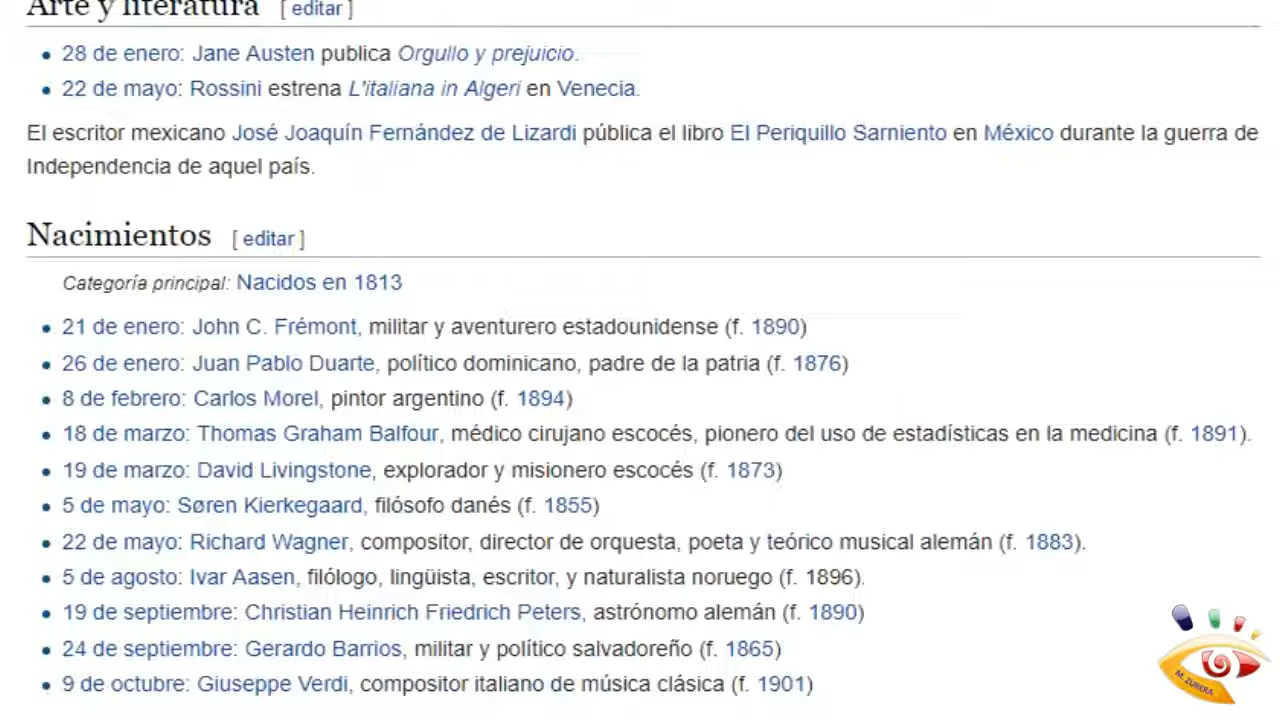 Arte y literatura [ editar ]
• 28 de enero: Jane Austen publica Orgullo y prejuicio.
• 22 de mayo: Rossini estrena L'italiana in Algeri en Venecia.
El escritor mexicano José Joaquín Fernández de Lizardi pública el libro El Periquillo Sarniento en México durante la guerra de
Independencia de aquel país.
Nacimientos [ editar ]
Categoría principal: Nacidos en 1813
• 21 de enero: John C. Frémont, militar y aventurero estadounidense (f. 1890)
• 26 de enero: Juan Pablo Duarte, político dominicano, padre de la patria (f. 1876)
• 8 de febrero: Carlos Morel, pintor argentino (f. 1894)
• 18 de marzo: Thomas Graham Balfour, médico cirujano escocés, pionero del uso de estadísticas en la medicina (f. 1891).
• 19 de marzo: David Livingstone, explorador y misionero escocés (f. 1873)
• 5 de mayo: Søren Kierkegaard, filósofo danés (f. 1855)
• 22 de mayo: Richard Wagner, compositor, director de orquesta, poeta y teórico musical alemán (f. 1883).
• 5 de agosto: Ivar Aasen, filólogo, lingüista, escritor, y naturalista noruego (f. 1896).
• 19 de septiembre: Christian Heinrich Friedrich Peters, astrónomo alemán (f. 1890)
• 24 de septiembre: Gerardo Barrios, militar y político salvadoreño (f. 1865)
• 9 de octubre: Giuseppe Verdi, compositor italiano de música clásica (f. 1901)
M. ZURERA